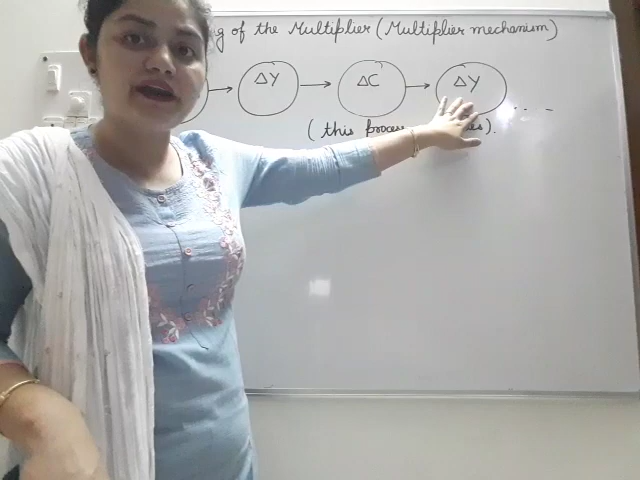 of the Multiplier (Multiplier mechanism)
→ ΔY → ΔC → ΔY ....
(this